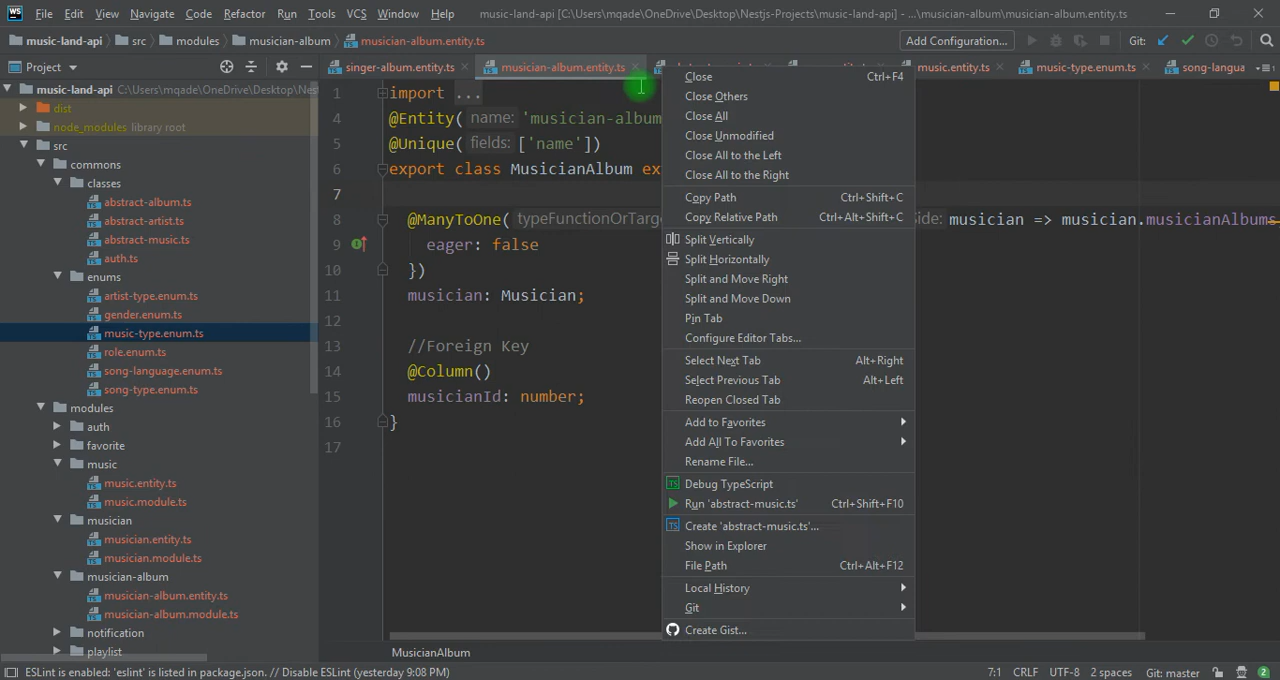 WS File Edit View Navigate Code Refactor Run Tools VCS Window Help music-land-api [C:\Users\mqade\OneDrive\Desktop\Nestjs-Projects\music-land-api] - ...\musician-album\musician-album.entity.ts
music-land-api src modules musician-album musician-album.entity.ts Add Configuration... Git:
Project singer-album.entity.ts musician-album.entity.ts music.entity.ts music-type.enum.ts song-langua
music-land-api C:\Users\mqade\OneDrive\Desktop\Nestjs
dist
node_modules library root
src
commons
classes
abstract-album.ts
abstract-artist.ts
abstract-music.ts
auth.ts
enums
artist-type.enum.ts
gender.enum.ts
music-type.enum.ts
role.enum.ts
song-language.enum.ts
song-type.enum.ts
modules
auth
favorite
music
music.entity.ts
music.module.ts
musician
musician.entity.ts
musician.module.ts
musician-album
musician-album.entity.ts
musician-album.module.ts
notification
playlist
1 import ...
4 @Entity( name: 'musician-album
5 @Unique( fields: ['name'])
6 export class MusicianAlbum ex
7
8 @ManyToOne( typeFunctionOrTarge Side: musician => musician.musicianAlbums
9 eager: false
10 })
11 musician: Musician;
12
13 //Foreign Key
14 @Column()
15 musicianId: number;
16 }
17
Close Ctrl+F4
Close Others
Close All
Close Unmodified
Close All to the Left
Close All to the Right
Copy Path Ctrl+Shift+C
Copy Relative Path Ctrl+Alt+Shift+C
Split Vertically
Split Horizontally
Split and Move Right
Split and Move Down
Pin Tab
Configure Editor Tabs...
Select Next Tab Alt+Right
Select Previous Tab Alt+Left
Reopen Closed Tab
Add to Favorites
Add All To Favorites
Rename File...
Debug TypeScript
Run 'abstract-music.ts' Ctrl+Shift+F10
Create 'abstract-music.ts'...
Show in Explorer
File Path Ctrl+Alt+F12
Local History
Git
Create Gist...
MusicianAlbum
ESLint is enabled: 'eslint' is listed in package.json. // Disable ESLint (yesterday 9:08 PM) 7:1 CRLF UTF-8 2 spaces Git: master 2